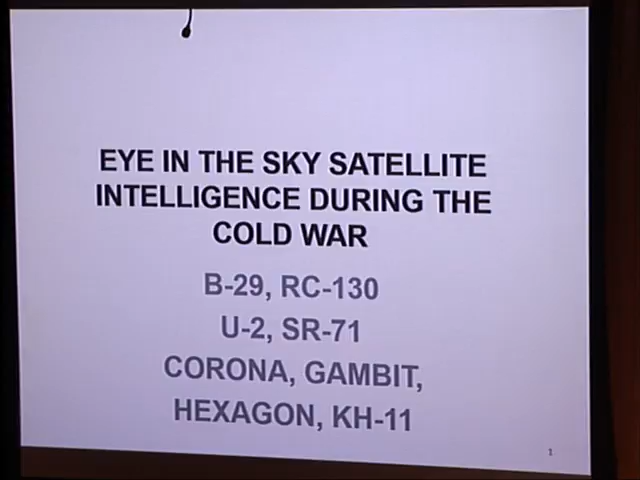 EYE IN THE SKY SATELLITE
INTELLIGENCE DURING THE
COLD WAR
B-29, RC-130
U-2, SR-71
CORONA, GAMBIT,
HEXAGON, KH-11
1